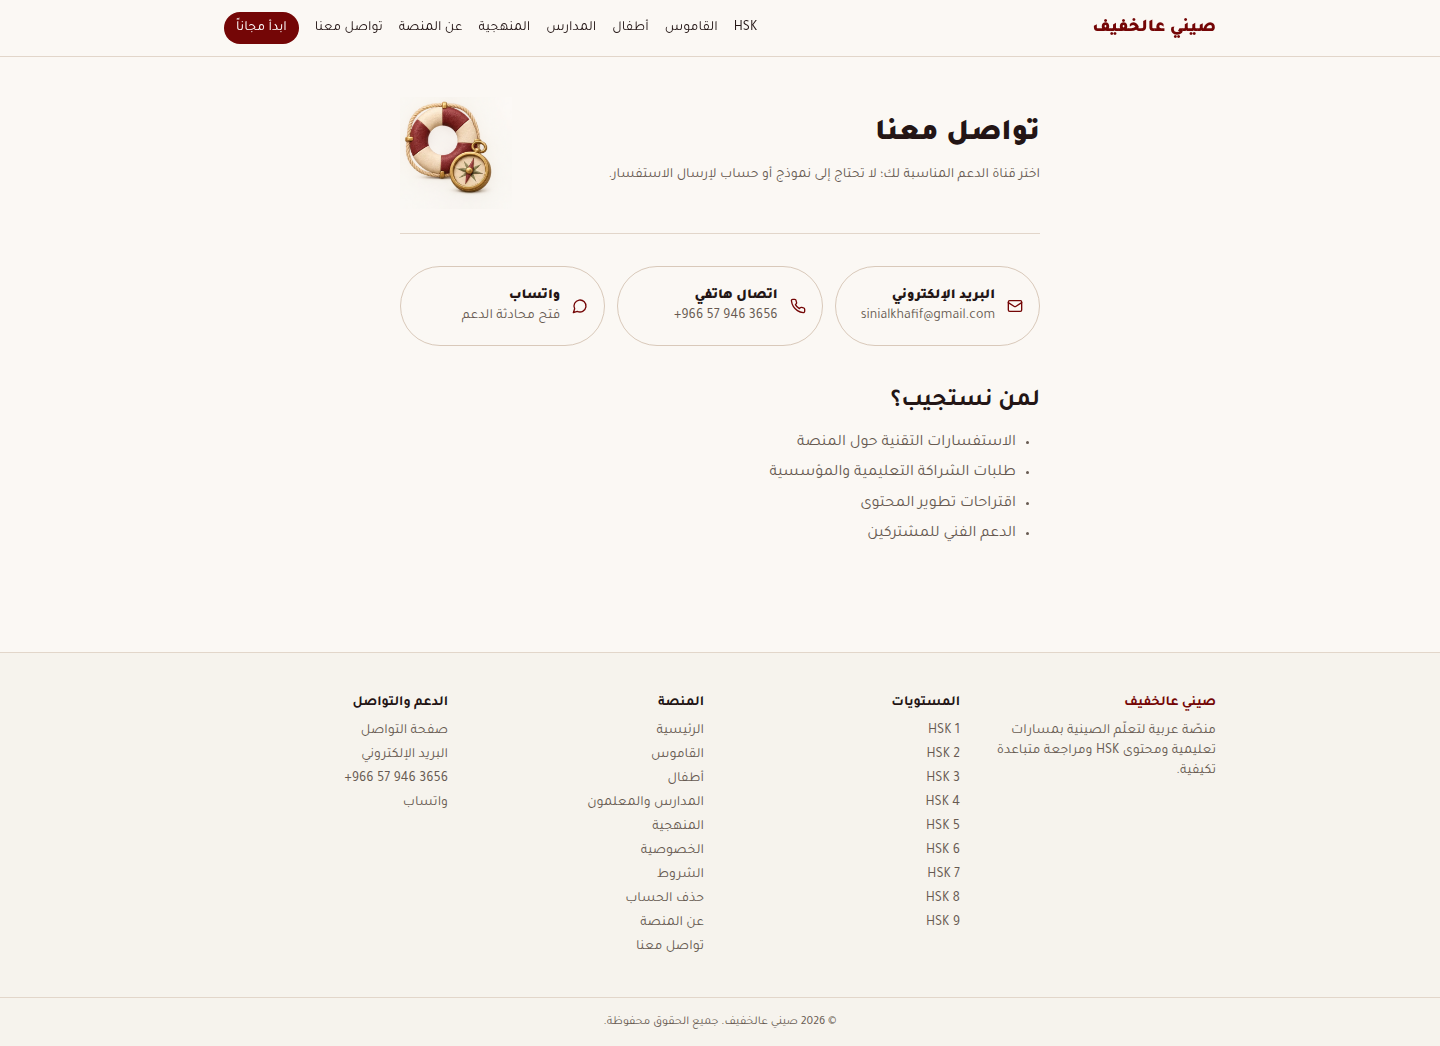 صيني عالخفيف
HSK القاموس أطفال المدارس المنهجية عن المنصة تواصل معنا ابدأ مجاناً
تواصل معنا
اختر قناة الدعم المناسبة لك؛ لا تحتاج إلى نموذج أو حساب لإرسال الاستفسار.
البريد الإلكتروني
sinialkhafif@gmail.com
اتصال هاتفي
+966 57 946 3656
واتساب
فتح محادثة الدعم
لمن نستجيب؟
• الاستفسارات التقنية حول المنصة
• طلبات الشراكة التعليمية والمؤسسية
• اقتراحات تطوير المحتوى
• الدعم الفني للمشتركين
صيني عالخفيف
منصّة عربية لتعلّم الصينية بمسارات
تعليمية ومحتوى HSK ومراجعة متباعدة
تكيفية.
المستويات
HSK 1
HSK 2
HSK 3
HSK 4
HSK 5
HSK 6
HSK 7
HSK 8
HSK 9
المنصة
الرئيسية
القاموس
أطفال
المدارس والمعلمون
المنهجية
الخصوصية
الشروط
حذف الحساب
عن المنصة
تواصل معنا
الدعم والتواصل
صفحة التواصل
البريد الإلكتروني
+966 57 946 3656
واتساب
© 2026 صيني عالخفيف. جميع الحقوق محفوظة.